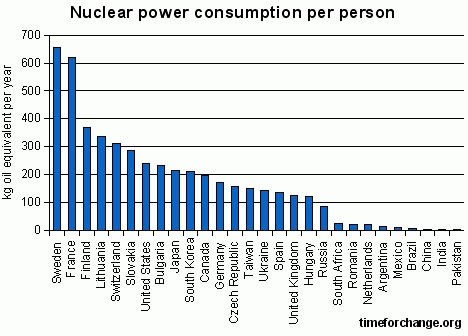 Nuclear power consumption per person
kg oil equivalent per year
700
600
500
400
300
200
100
0
Sweden
France
Finland
Lithuania
Switzerland
Slovakia
United States
Bulgaria
Japan
South Korea
Canada
Germany
Czech Republic
Taiwan
Ukraine
Spain
United Kingdom
Hungary
Russia
South Africa
Romania
Netherlands
Argentina
Mexico
Brazil
China
India
Pakistan
timeforchange.org